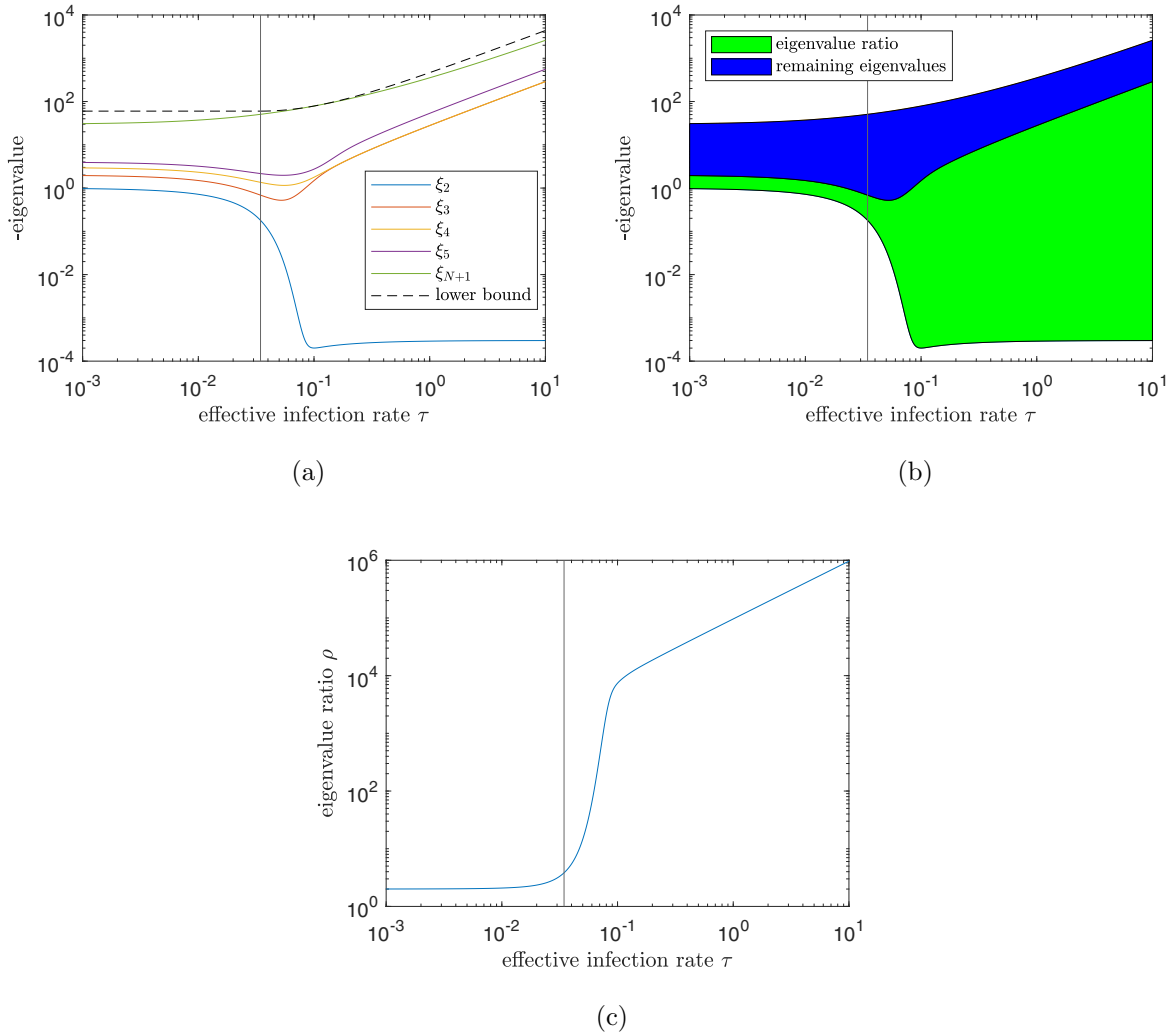 10^4
10^2
10^0
10^-2
10^-4
-eigenvalue
ξ_2
ξ_3
ξ_4
ξ_5
ξ_{N+1}
lower bound
10^-3
10^-2
10^-1
10^0
10^1
effective infection rate τ
(a)
10^4
10^2
10^0
10^-2
10^-4
-eigenvalue
eigenvalue ratio
remaining eigenvalues
10^-3
10^-2
10^-1
10^0
10^1
effective infection rate τ
(b)
10^6
10^4
10^2
10^0
eigenvalue ratio ρ
10^-3
10^-2
10^-1
10^0
10^1
effective infection rate τ
(c)